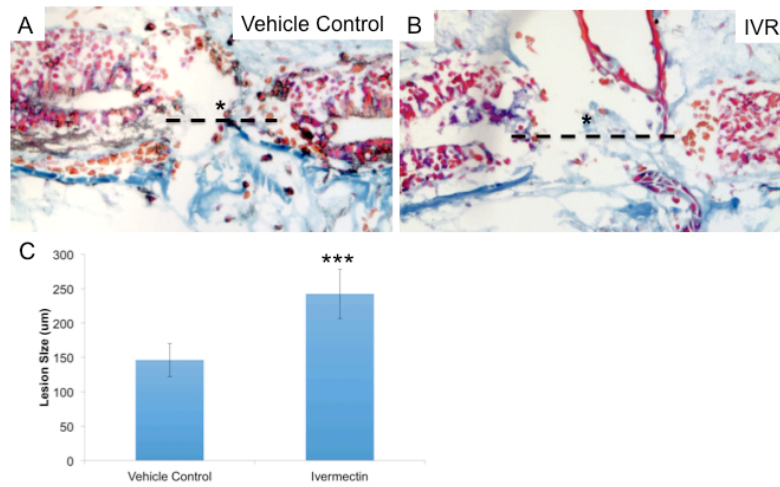 A
Vehicle Control
*
B
IVR
*
C
***
300
250
200
150
100
50
0
Lesion Size (um)
Vehicle Control
Ivermectin